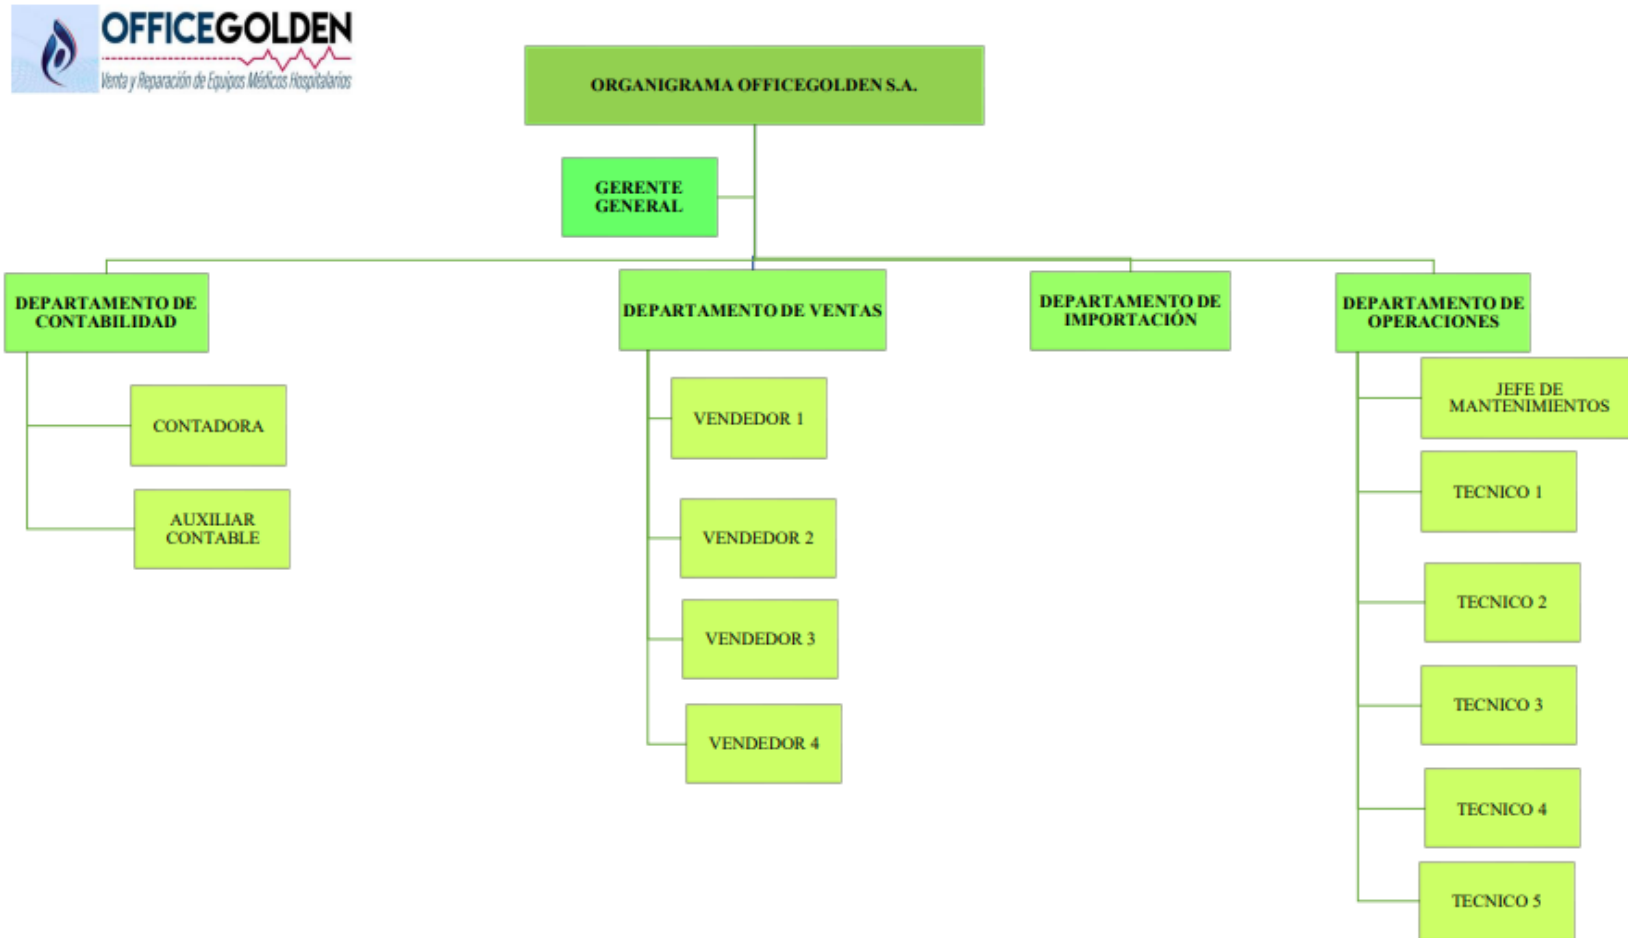 OFFICEGOLDEN
Venta y Reparación de Equipos Médicos Hospitalarios
ORGANIGRAMA OFFICEGOLDEN S.A.
GERENTE
GENERAL
DEPARTAMENTO DE
CONTABILIDAD
CONTADORA
AUXILIAR
CONTABLE
DEPARTAMENTO DE VENTAS
VENDEDOR 1
VENDEDOR 2
VENDEDOR 3
VENDEDOR 4
DEPARTAMENTO DE
IMPORTACIÓN
DEPARTAMENTO DE
OPERACIONES
JEFE DE
MANTENIMIENTOS
TECNICO 1
TECNICO 2
TECNICO 3
TECNICO 4
TECNICO 5